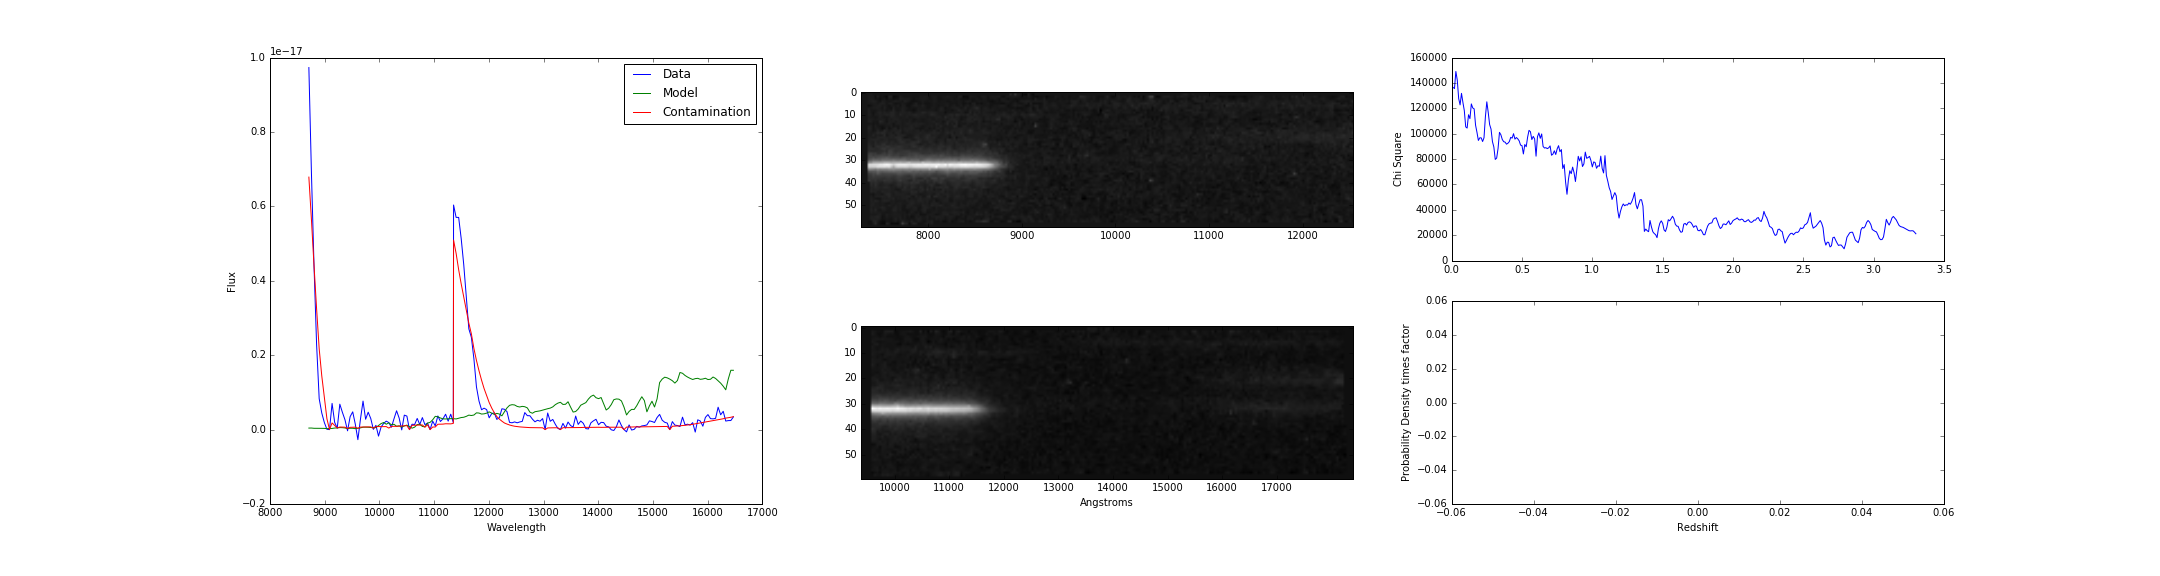 1e−17
1.0
0.8
0.6
0.4
0.2
0.0
−0.2
Flux
8000 9000 10000 11000 12000 13000 14000 15000 16000 17000
Wavelength
Data
Model
Contamination
0
10
20
30
40
50
8000 9000 10000 11000 12000
0
10
20
30
40
50
10000 11000 12000 13000 14000 15000 16000 17000
Angstroms
160000
140000
120000
100000
80000
60000
40000
20000
0
Chi Square
0.0 0.5 1.0 1.5 2.0 2.5 3.0 3.5
0.06
0.04
0.02
0.00
−0.02
−0.04
−0.06
Probability Density times factor
−0.06 −0.04 −0.02 0.00 0.02 0.04 0.06
Redshift